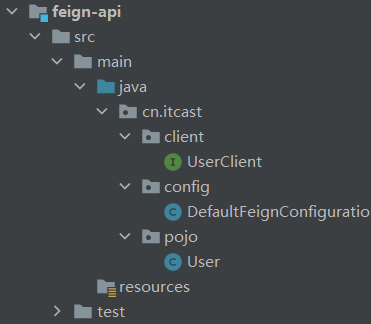 feign-api
src
main
java
cn.itcast
client
UserClient
config
DefaultFeignConfiguratio
pojo
User
resources
test